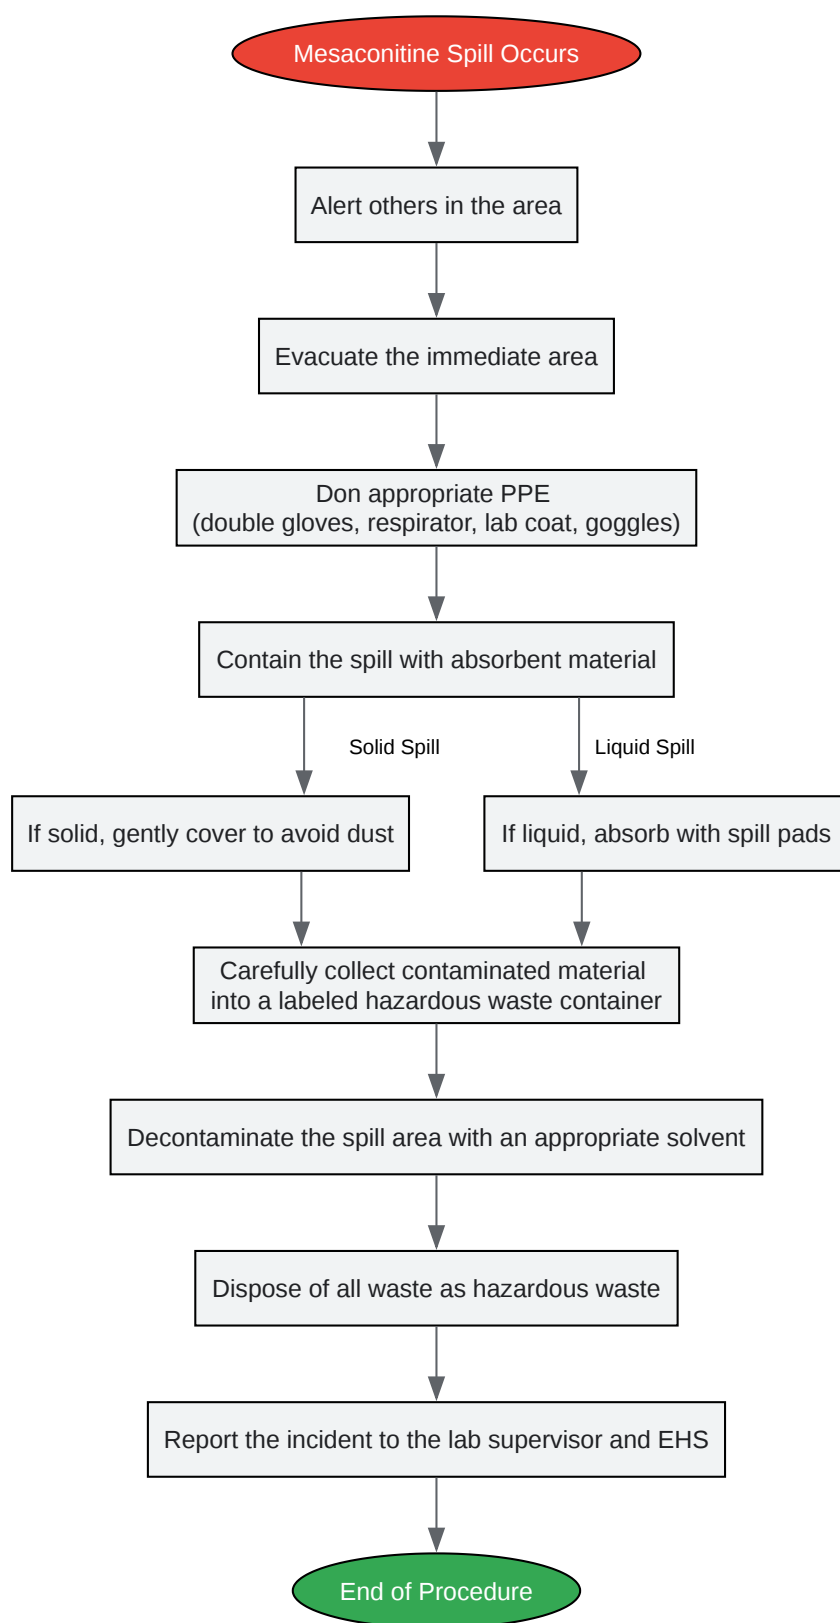 Mesaconitine Spill Occurs
Alert others in the area
Evacuate the immediate area
Don appropriate PPE
(double gloves, respirator, lab coat, goggles)
Contain the spill with absorbent material
Solid Spill
Liquid Spill
If solid, gently cover to avoid dust
If liquid, absorb with spill pads
Carefully collect contaminated material
into a labeled hazardous waste container
Decontaminate the spill area with an appropriate solvent
Dispose of all waste as hazardous waste
Report the incident to the lab supervisor and EHS
End of Procedure